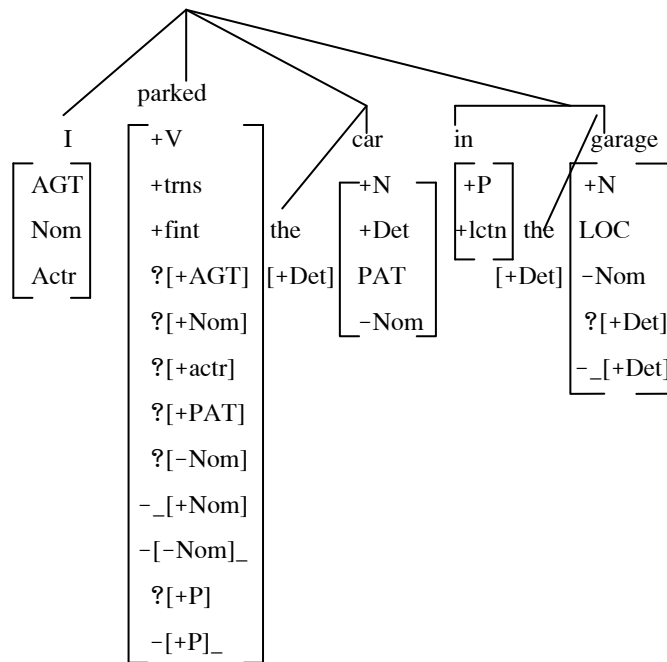 parked
I +V car in garage
AGT +trns +N +P +N
Nom +fint the +Det +lctn the LOC
Actr ?[+AGT] [+Det] PAT [+Det] −Nom
?[+Nom] −Nom ?[+Det]
?[+actr] −_[+Det]
?[+PAT]
?[−Nom]
−_[+Nom]
−[−Nom]_
?[+P]
−[+P]_